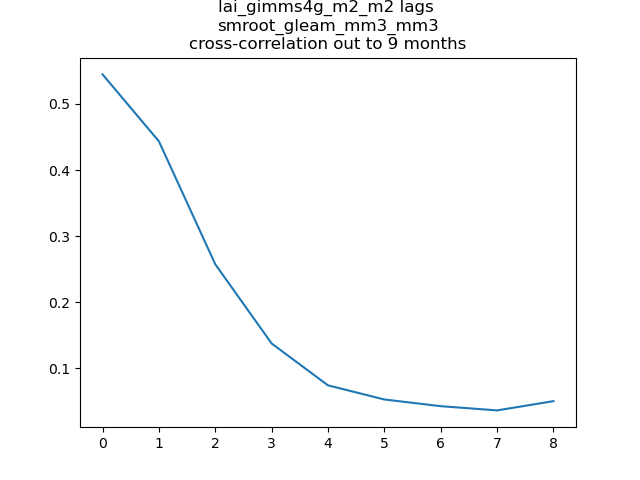 lai_gimms4g_m2_m2 lags
smroot_gleam_mm3_mm3
cross-correlation out to 9 months
0.5
0.4
0.3
0.2
0.1
0 1 2 3 4 5 6 7 8